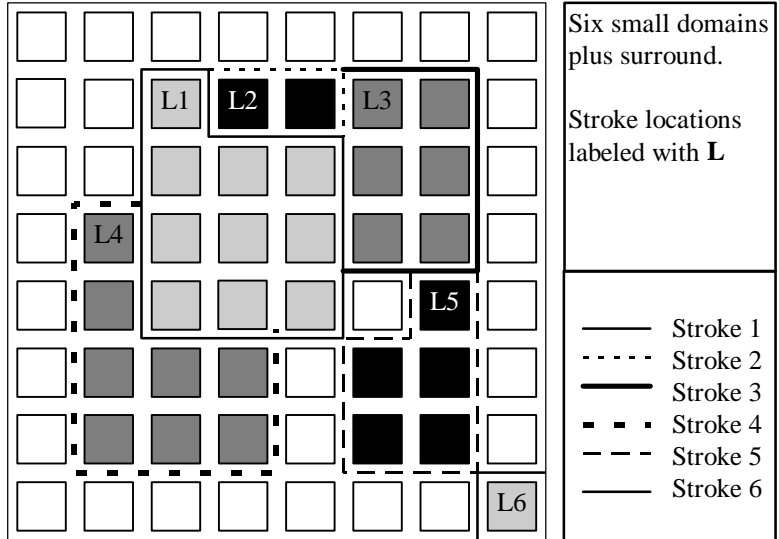 Six small domains
plus surround.
Stroke locations
labeled with L
L1
L2
L3
L4
L5
L6
Stroke 1
Stroke 2
Stroke 3
Stroke 4
Stroke 5
Stroke 6